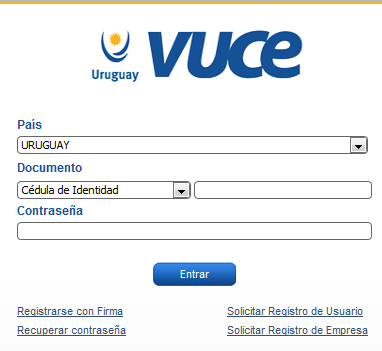 Uruguay
VUCE
País
URUGUAY
Documento
Cédula de Identidad
Contraseña
Entrar
Registrarse con Firma
Solicitar Registro de Usuario
Recuperar contraseña
Solicitar Registro de Empresa